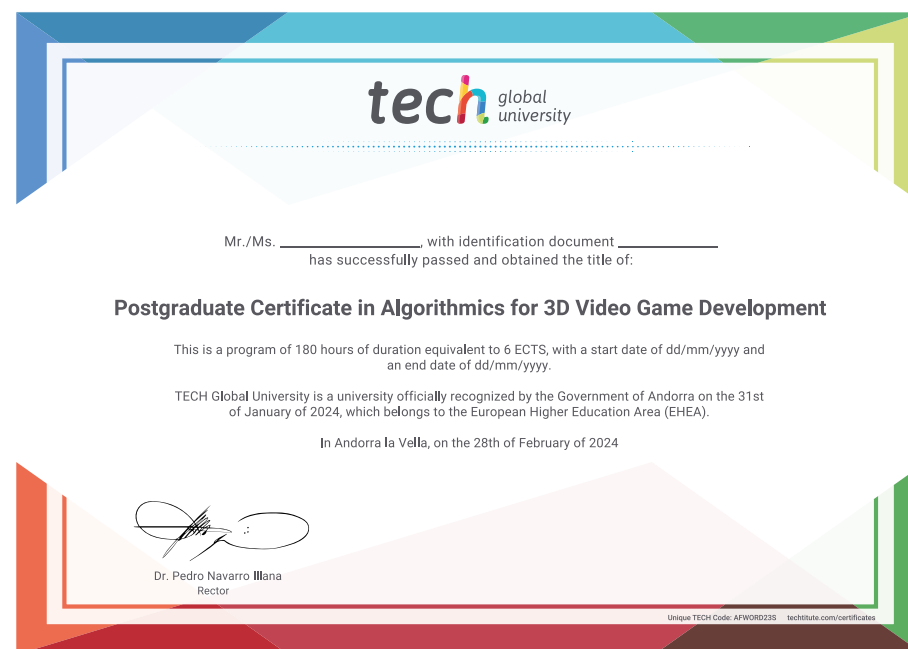 tech global university
Mr./Ms. ____________________, with identification document ______________
has successfully passed and obtained the title of:
Postgraduate Certificate in Algorithmics for 3D Video Game Development
This is a program of 180 hours of duration equivalent to 6 ECTS, with a start date of dd/mm/yyyy and
an end date of dd/mm/yyyy.
TECH Global University is a university officially recognized by the Government of Andorra on the 31st
of January of 2024, which belongs to the European Higher Education Area (EHEA).
In Andorra la Vella, on the 28th of February of 2024
Dr. Pedro Navarro Illana
Rector
Unique TECH Code: AFWORD23S techtitute.com/certificates